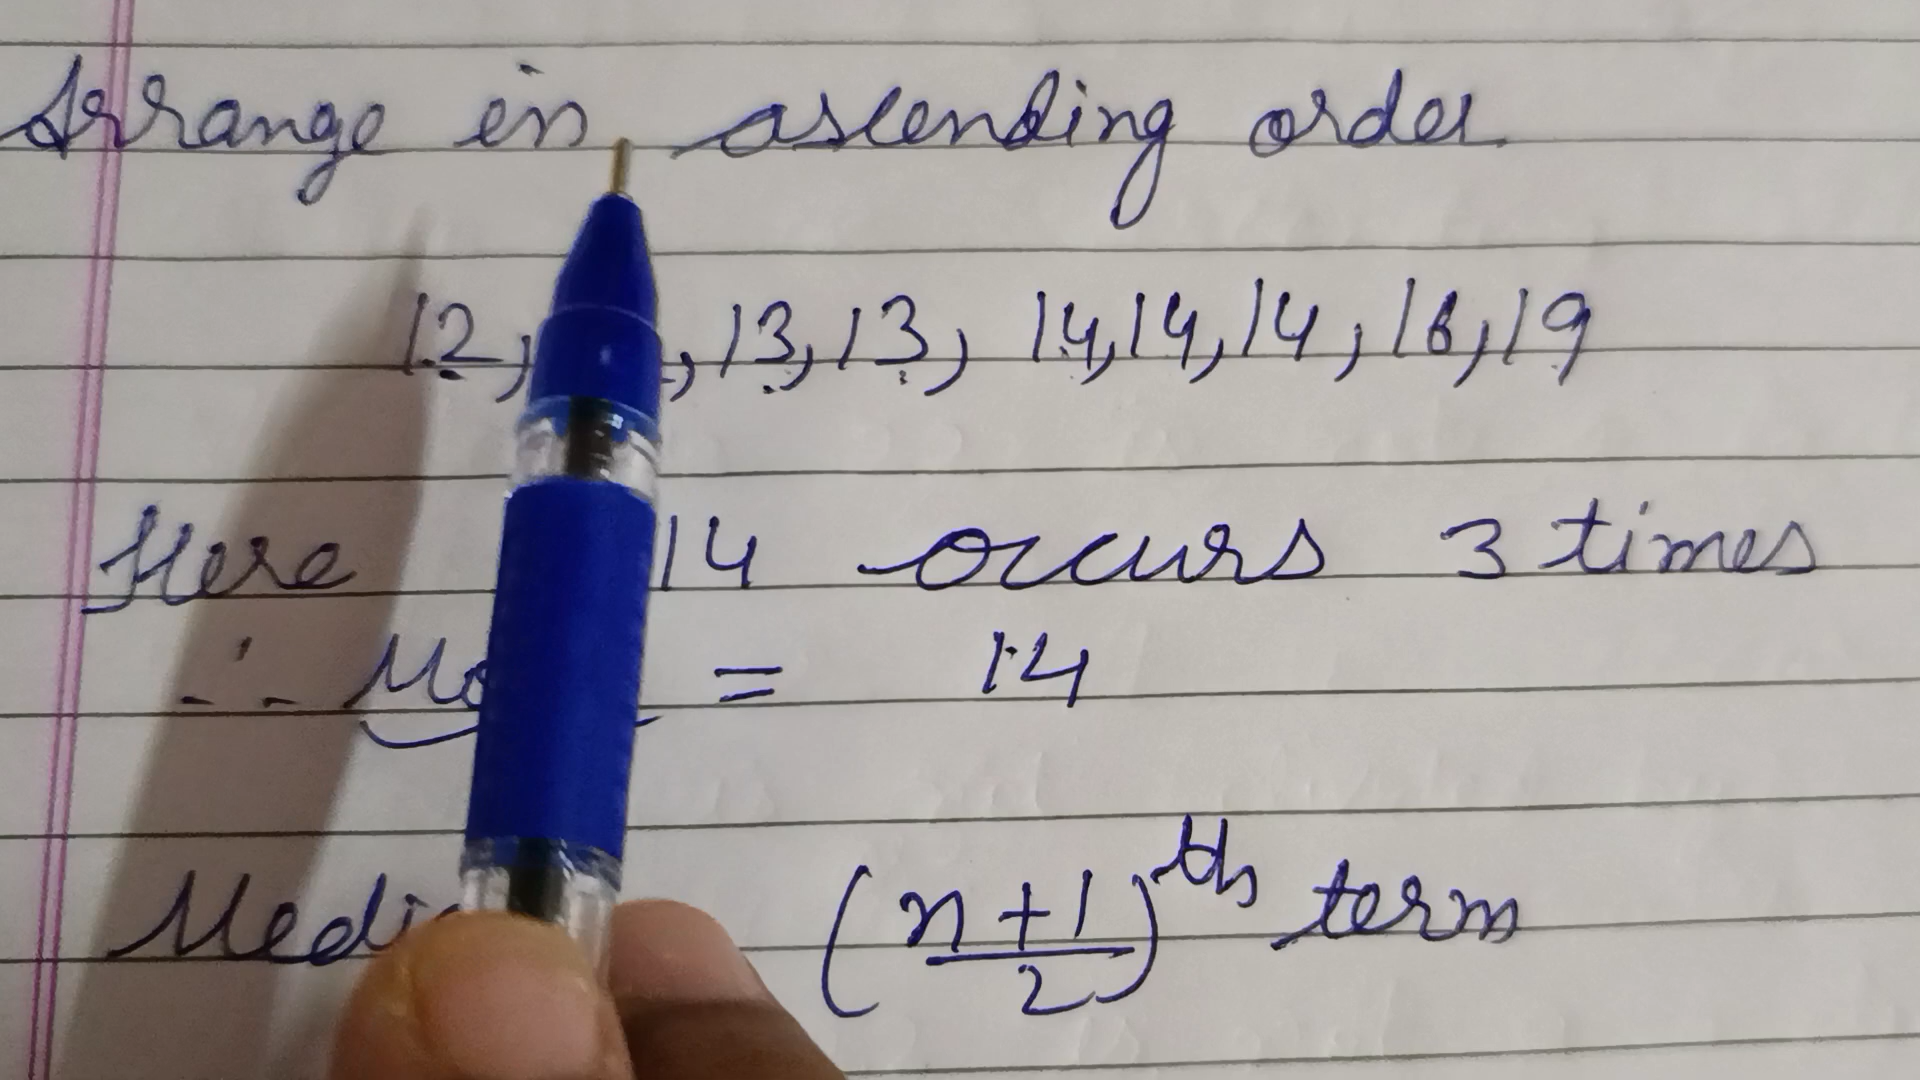 Arrange in ascending order
12, , 13, 13, 14, 14, 14, 16, 19
Here 14 occurs 3 times
∴ = 14
(n+1/2)th term